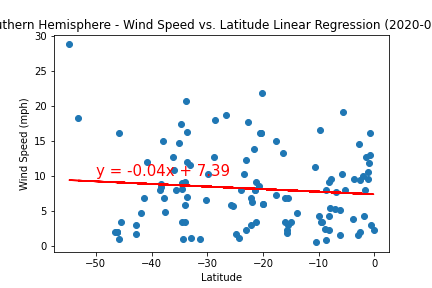 uthern Hemisphere - Wind Speed vs. Latitude Linear Regression (2020-0
30
25
20
15
10
5
0
Wind Speed (mph)
y = -0.04x + 7.39
−50 −40 −30 −20 −10 0
Latitude